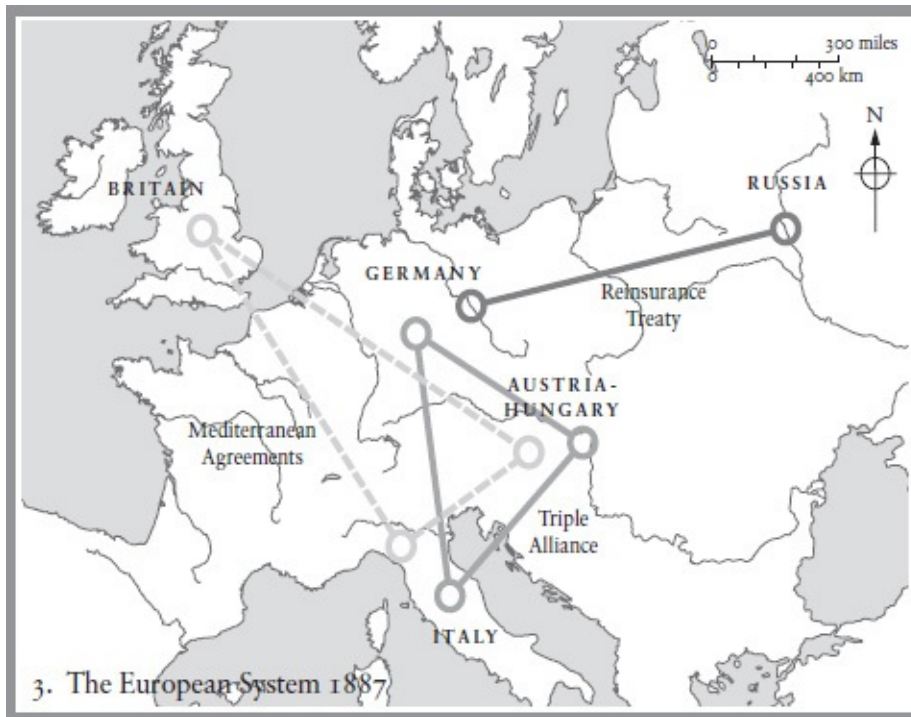 0 300 miles
0 400 km
N
BRITAIN
RUSSIA
GERMANY
Reinsurance
Treaty
AUSTRIA-
HUNGARY
Mediterranean
Agreements
Triple
Alliance
ITALY
3. The European System 1887